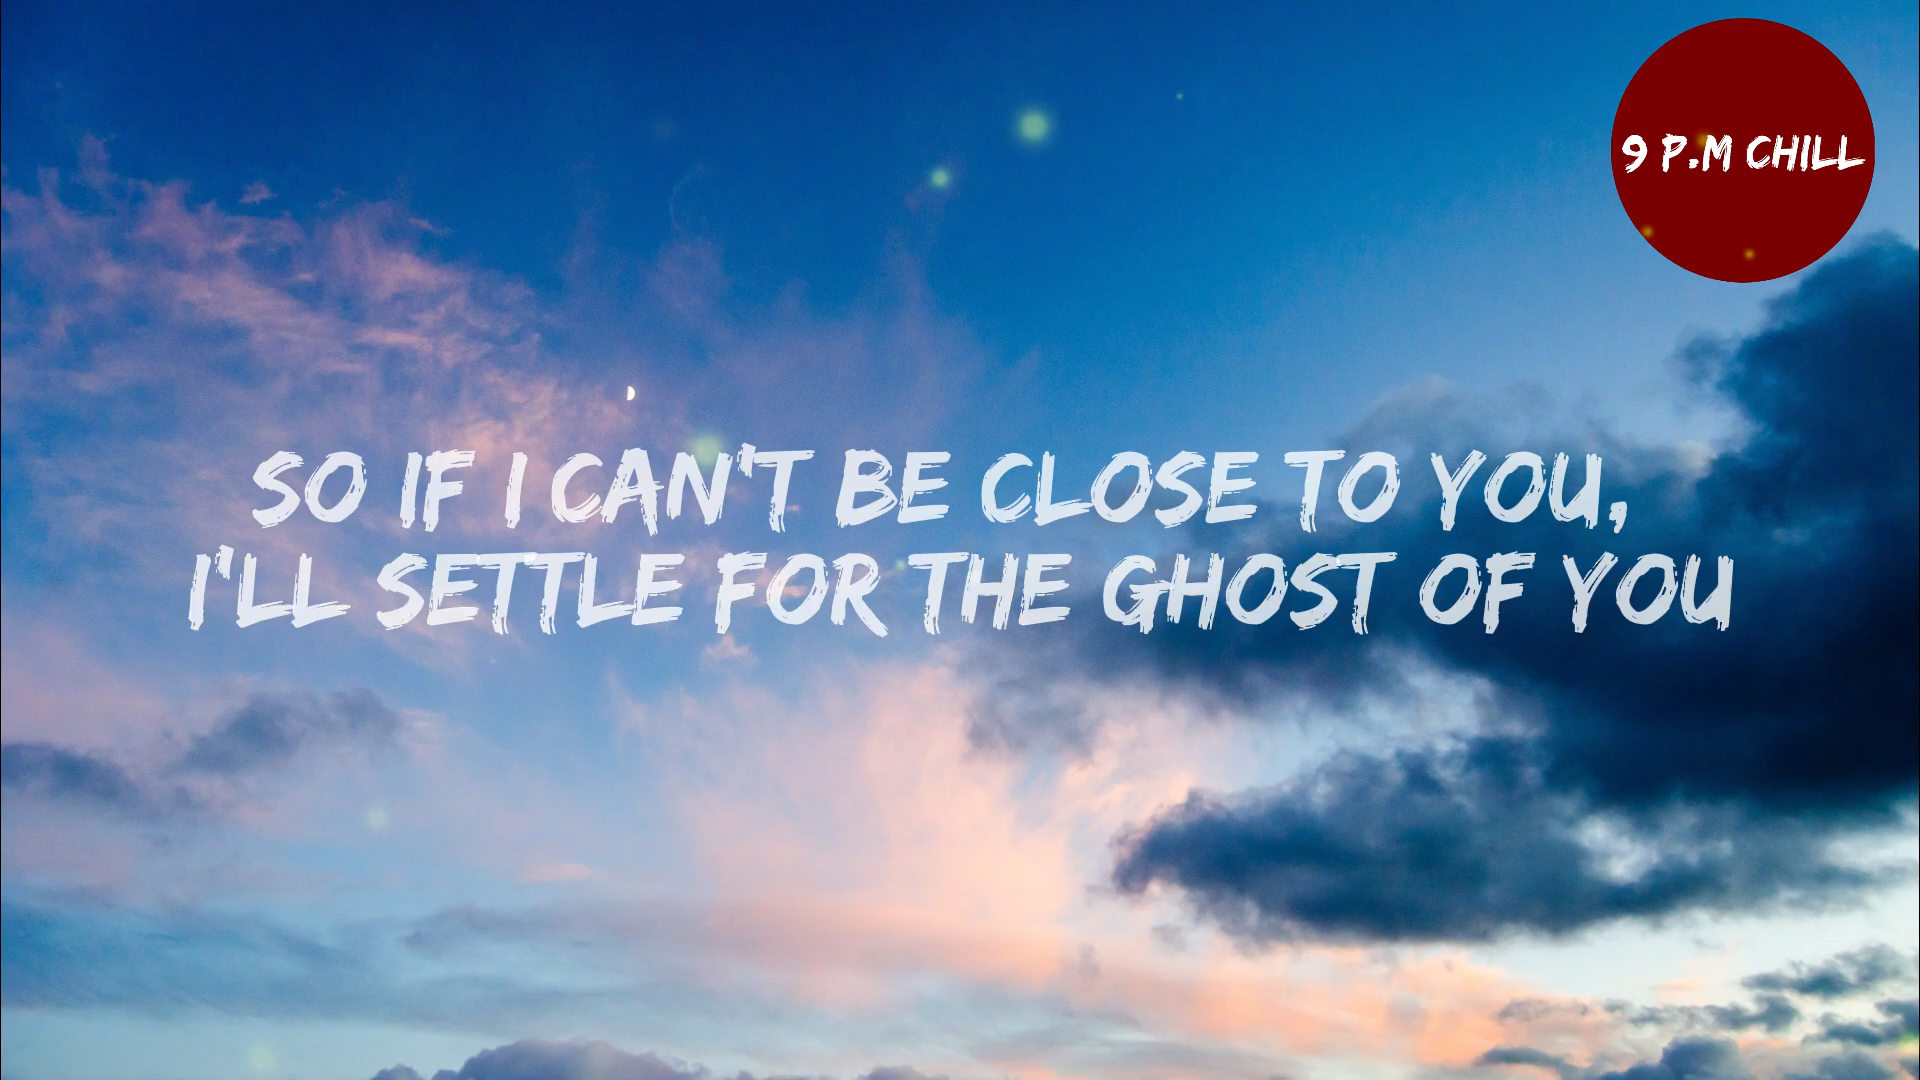 9 P.M CHILL
SO IF I CAN'T BE CLOSE TO YOU,
I'LL SETTLE FOR THE GHOST OF YOU